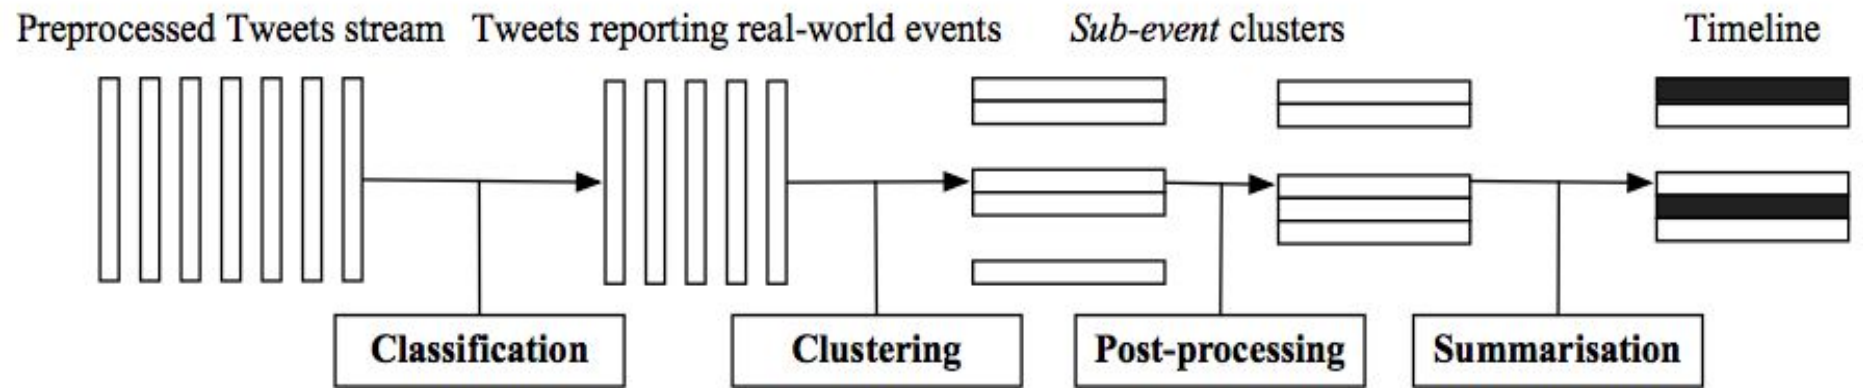 Preprocessed Tweets stream
Tweets reporting real-world events
Sub-event clusters
Timeline
Classification
Clustering
Post-processing
Summarisation